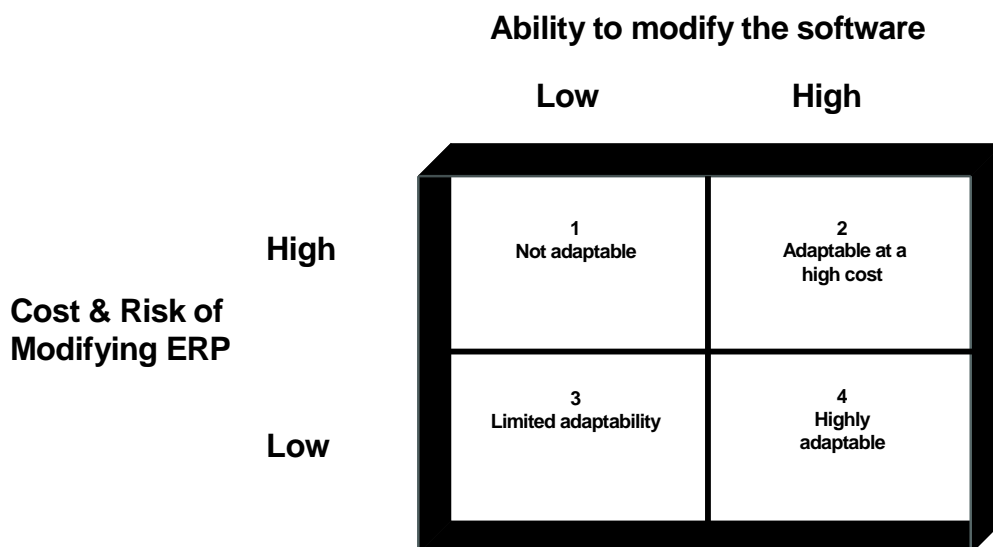 Ability to modify the software
Low
High
High
1
Not adaptable
2
Adaptable at a
high cost
Cost & Risk of
Modifying ERP
Low
3
Limited adaptability
4
Highly
adaptable